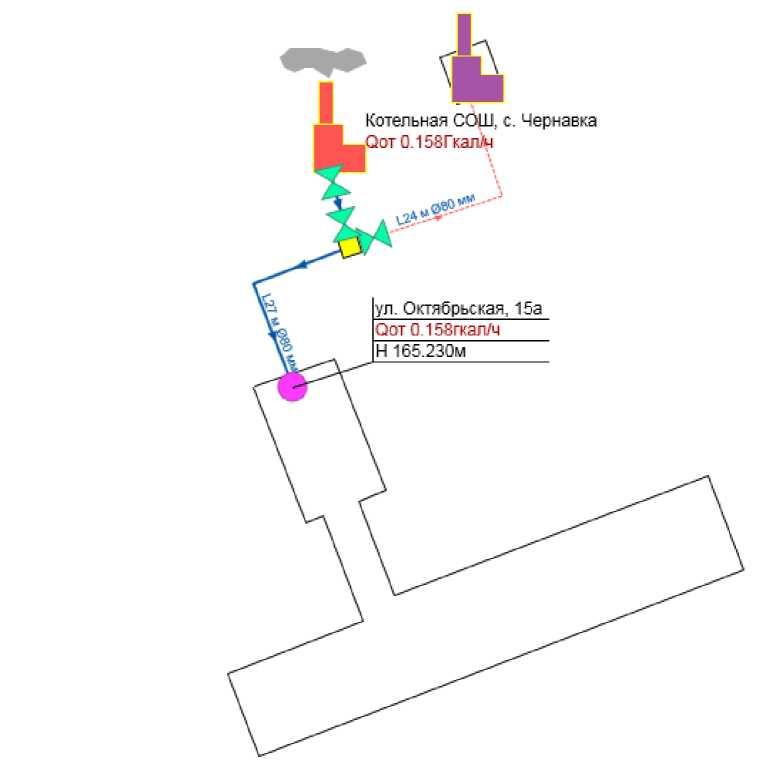 Котельная СОШ, с. Чернавка
Qот 0.158Гкал/ч
L24 м Ø80 мм
L27 м Ø80 мм
ул. Октябрьская, 15а
Qот 0.158гкал/ч
Н 165.230м